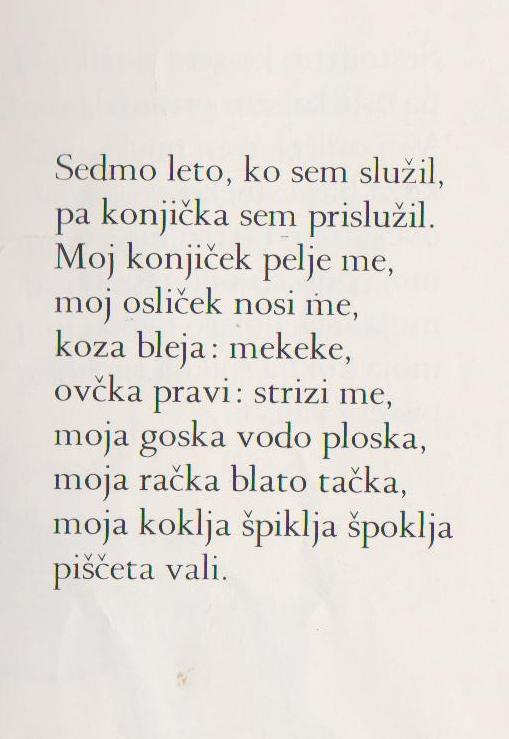 Sedmo leto, ko sem služil,
pa konjička sem prislužil.
Moj konjiček pelje me,
moj osliček nosi me,
koza bleja: mekeke,
ovčka pravi: strizi me,
moja goska vodo ploska,
moja račka blato tačka,
moja koklja špiklja špoklja
piščeta vali.